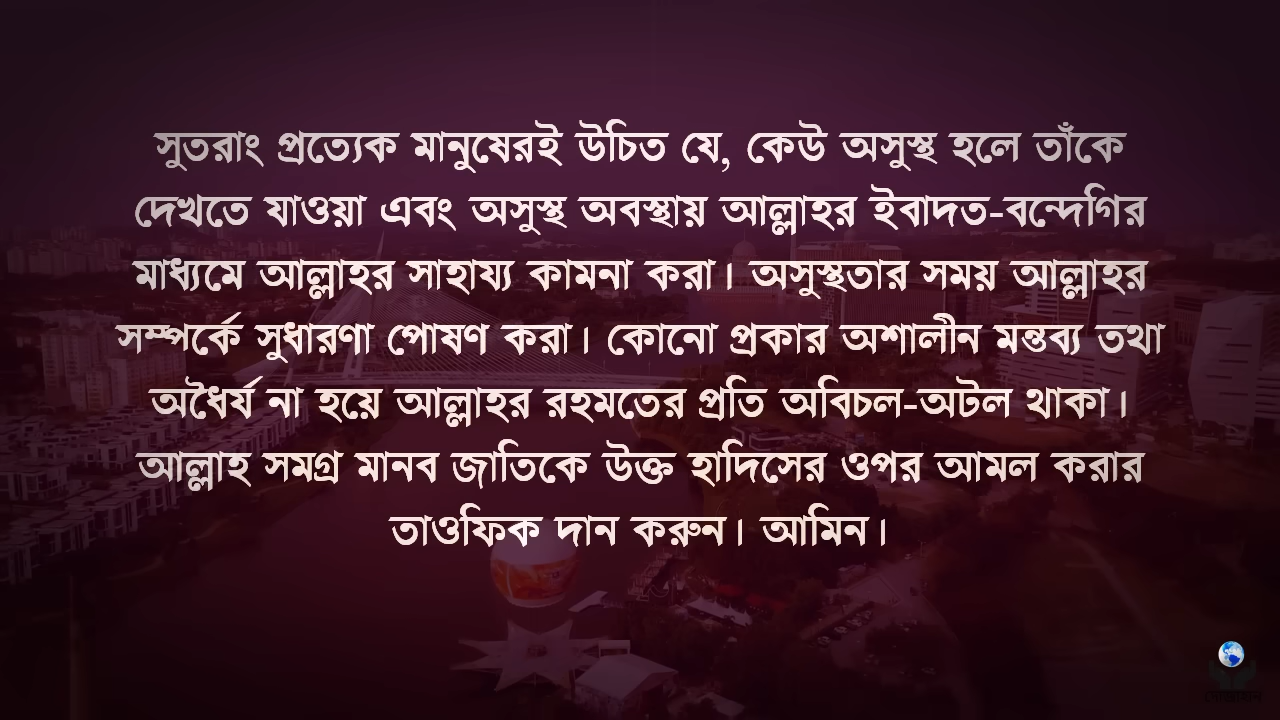 সুতরাং প্রত্যেক মানুষেরই উচিত যে, কেউ অসুস্থ হলে তাঁকে
দেখতে যাওয়া এবং অসুস্থ অবস্থায় আল্লাহর ইবাদত-বন্দেগির
মাধ্যমে আল্লাহর সাহায্য কামনা করা। অসুস্থতার সময় আল্লাহর
সম্পর্কে সুধারণা পোষণ করা। কোনো প্রকার অশালীন মন্তব্য তথা
অধৈর্য না হয়ে আল্লাহর রহমতের প্রতি অবিচল-অটল থাকা।
আল্লাহ সমগ্র মানব জাতিকে উক্ত হাদিসের ওপর আমল করার
তাওফিক দান করুন। আমিন।